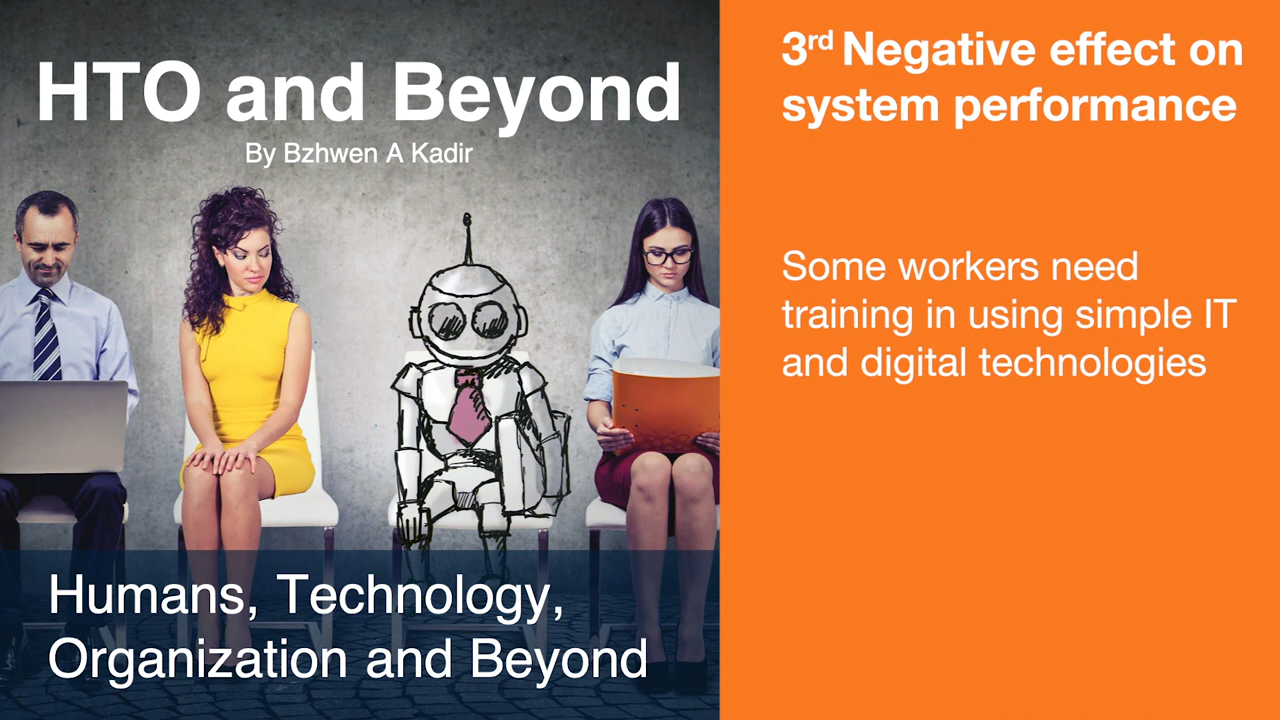 HTO and Beyond
By Bzhwen A Kadir
Humans, Technology,
Organization and Beyond
3rd Negative effect on
system performance
Some workers need
training in using simple IT
and digital technologies